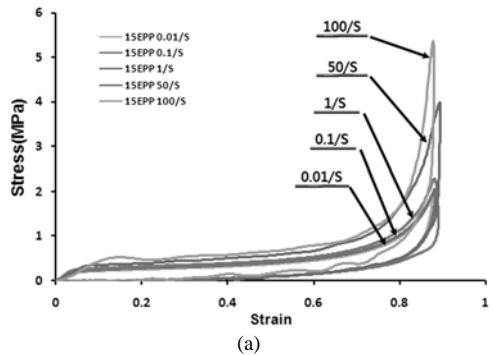 6
5
4
3
2
1
0
Stress(MPa)
15EPP 0.01/S
15EPP 0.1/S
15EPP 1/S
15EPP 50/S
15EPP 100/S
100/S
50/S
1/S
0.1/S
0.01/S
0 0.2 0.4 0.6 0.8 1
Strain
(a)